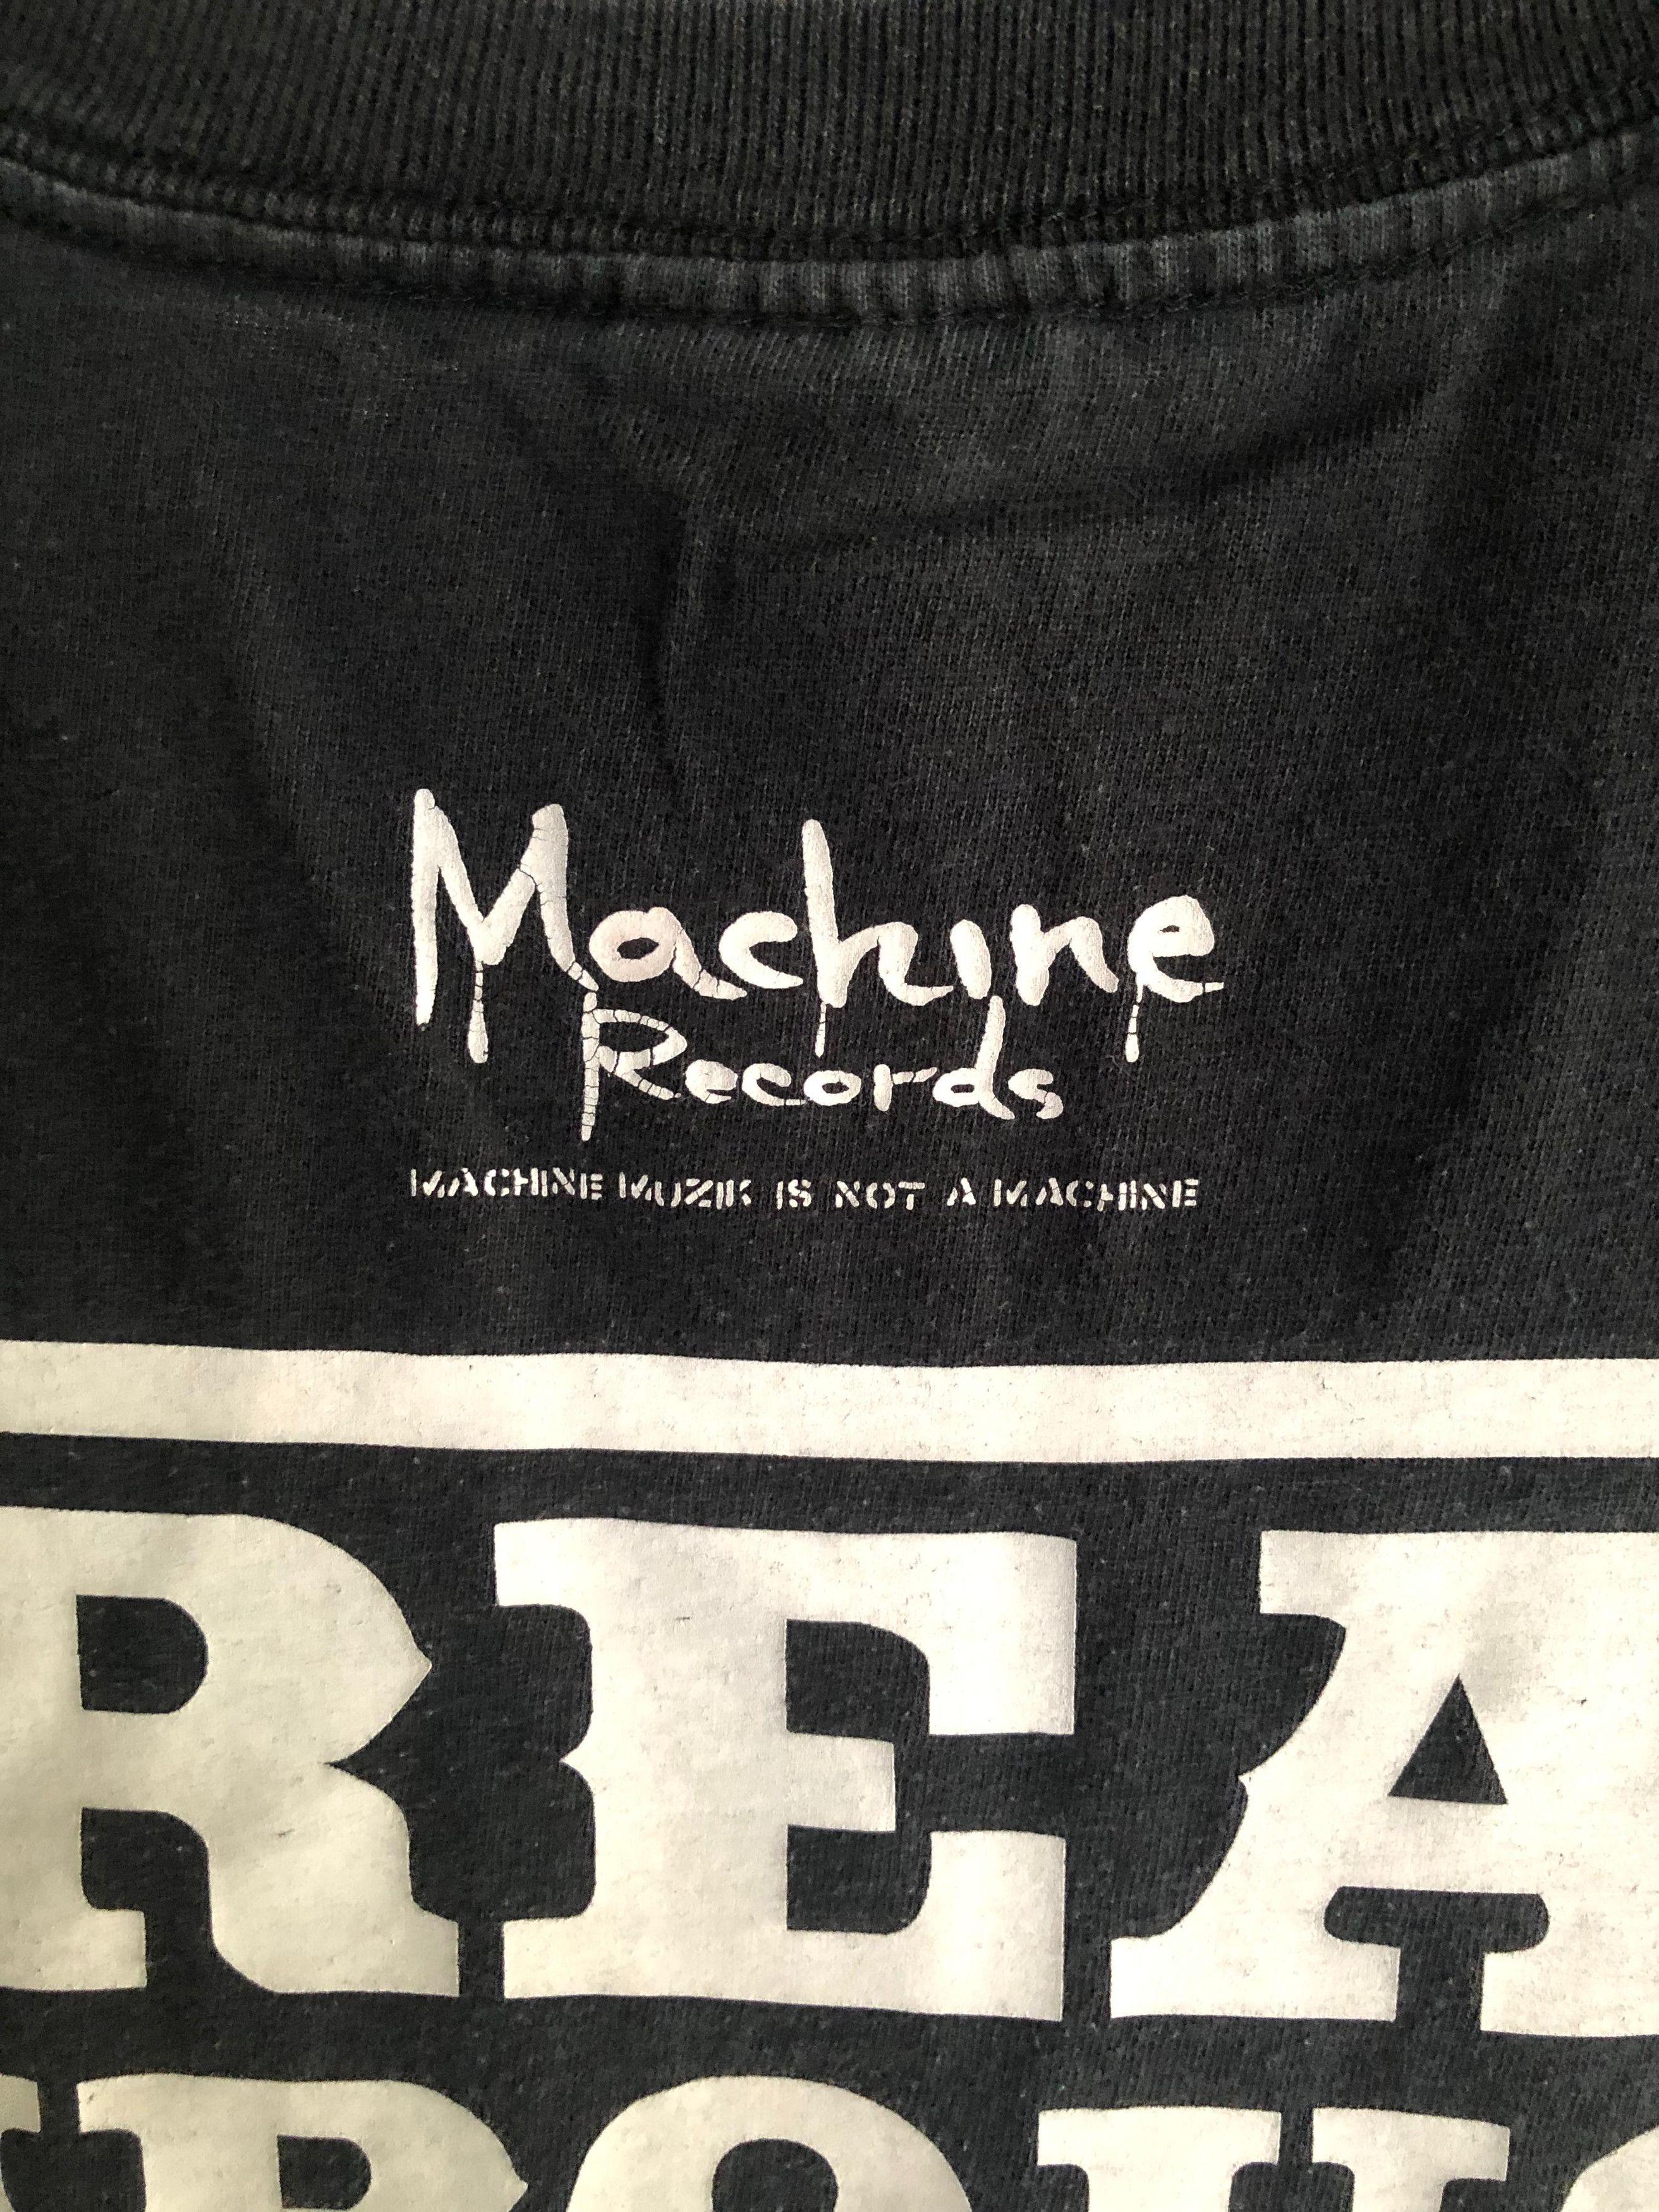 Machine
Records
MACHINE MUZIK IS NOT A MACHINE
REA